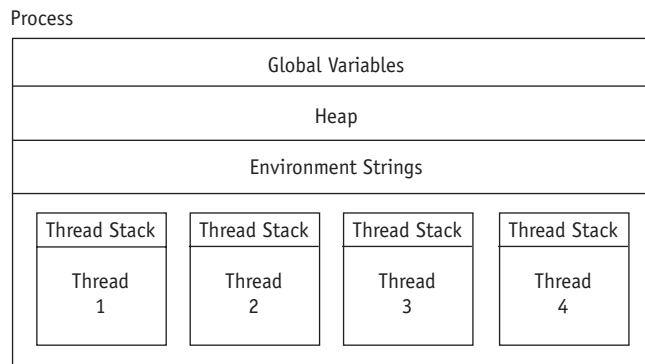 Process
Global Variables
Heap
Environment Strings
Thread Stack
Thread
1
Thread Stack
Thread
2
Thread Stack
Thread
3
Thread Stack
Thread
4